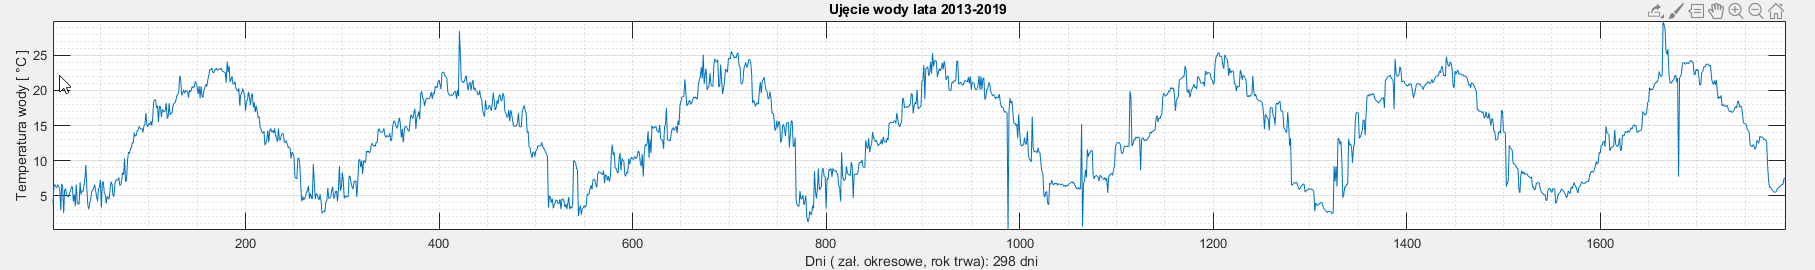 Ujęcie wody lata 2013-2019
Temperatura wody [ °C]
25
20
15
10
5
200 400 600 800 1000 1200 1400 1600
Dni ( zał. okresowe, rok trwa): 298 dni